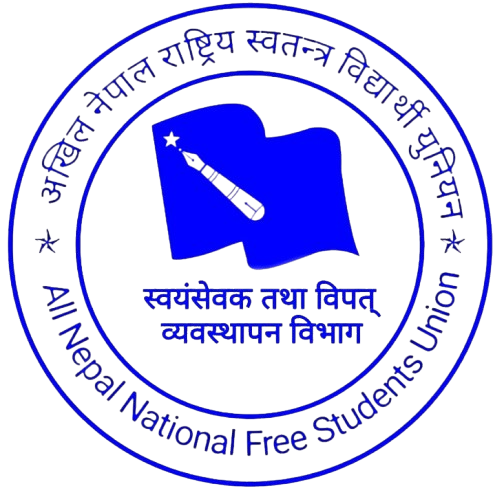 अखिल नेपाल राष्ट्रिय स्वतन्त्र विद्यार्थी युनियन
स्वयंसेवक तथा विपत्
व्यवस्थापन विभाग
All Nepal National Free Students Union